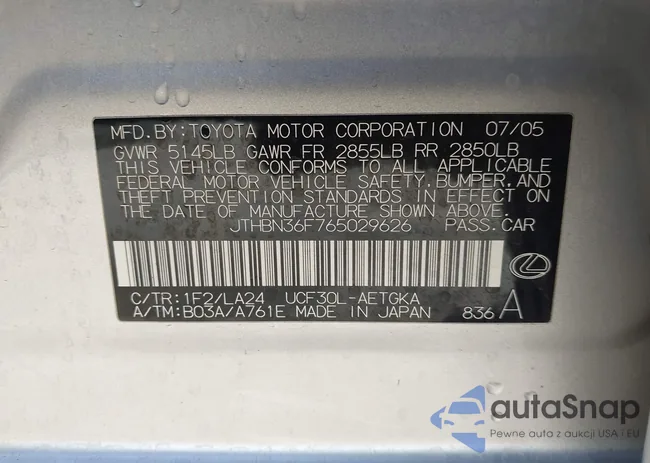 MFD.BY:TOYOTA MOTOR CORPORATION 07/05
GVWR 5145LB GAWR FR 2855LB RR 2850LB
THIS VEHICLE CONFORMS TO ALL APPLICABLE
FEDERAL MOTOR VEHICLE SAFETY,BUMPER,AND
THEFT PREVENTION STANDARDS IN EFFECT ON
THE DATE OF MANUFACTURE SHOWN ABOVE.
JTHBN36F765029626 PASS.CAR
C/TR:1F2/LA24 UCF30L-AETGKA
A/TM:B03A/A761E MADE IN JAPAN 836 A
autaSnap
Pewne auta z aukcji USA i EU